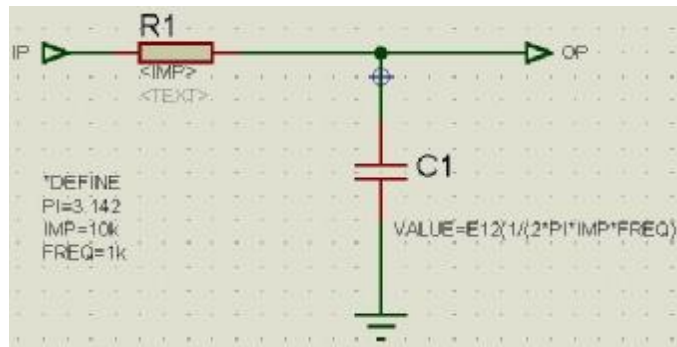 R1
IP
OP
<IMP>
<TEXT>
C1
*DEFINE
PI=3.142
IMP=10k
FREQ=1k
VALUE=E12(1/(2*PI*IMP*FREQ)